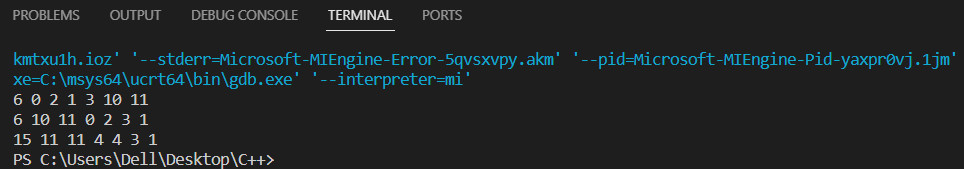 PROBLEMS OUTPUT DEBUG CONSOLE TERMINAL PORTS
kmtxu1h.ioz' '--stderr=Microsoft-MIEngine-Error-5qvsxvpy.akm' '--pid=Microsoft-MIEngine-Pid-yaxpr0vj.1jm'
xe=C:\msys64\ucrt64\bin\gdb.exe' '--interpreter=mi'
6 0 2 1 3 10 11
6 10 11 0 2 3 1
15 11 11 4 4 3 1
PS C:\Users\Dell\Desktop\C++>